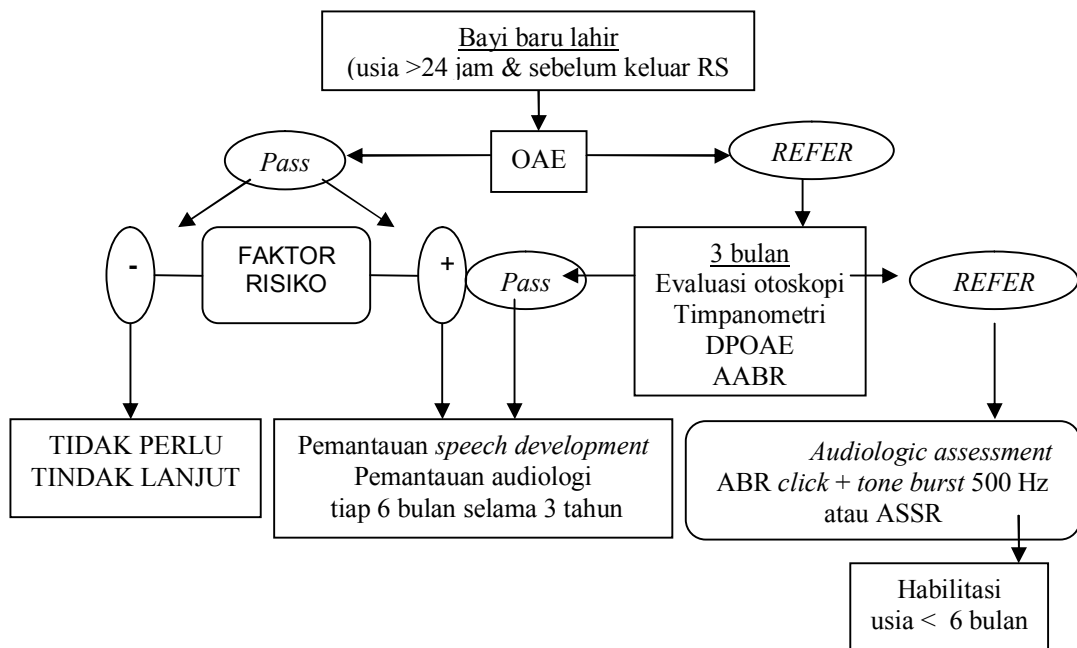 Bayi baru lahir
(usia >24 jam & sebelum keluar RS
Pass
OAE
REFER
-
FAKTOR
RISIKO
+
Pass
3 bulan
Evaluasi otoskopi
Timpanometri
DPOAE
AABR
REFER
TIDAK PERLU
TINDAK LANJUT
Pemantauan speech development
Pemantauan audiologi
tiap 6 bulan selama 3 tahun
Audiologic assessment
ABR click + tone burst 500 Hz
atau ASSR
Habilitasi
usia < 6 bulan